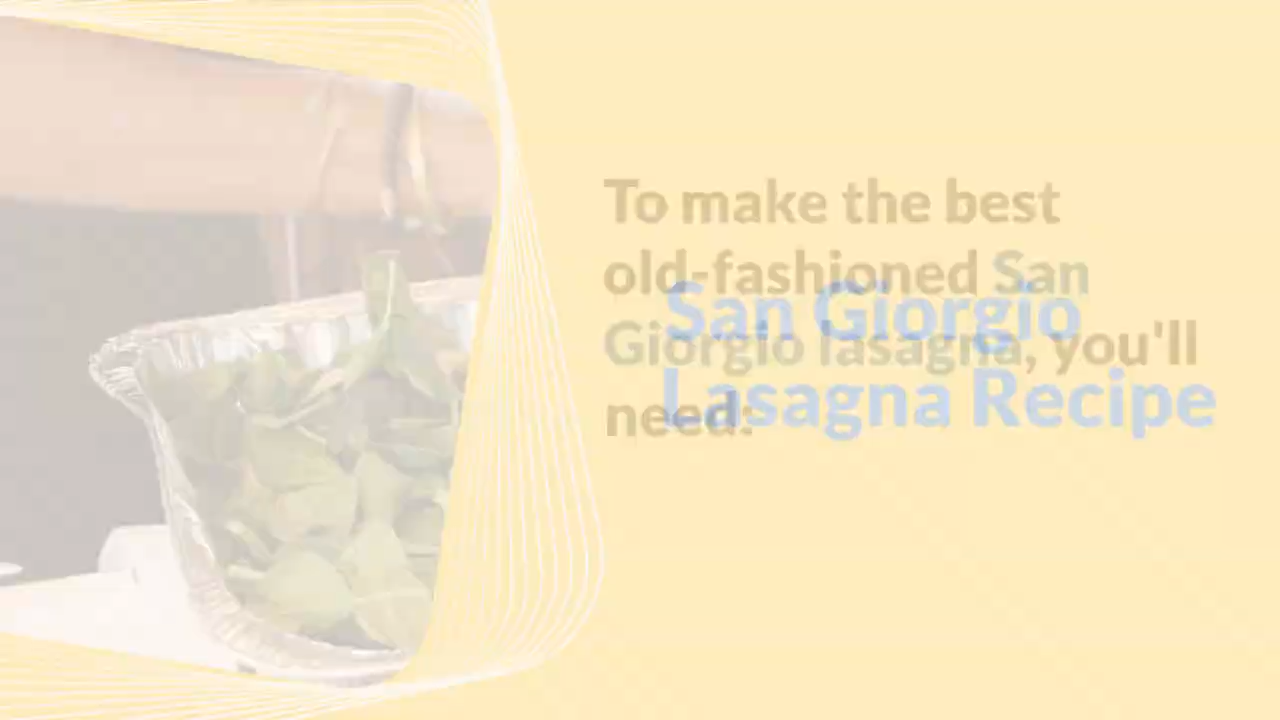 To make the best
old-fashioned San
Giorgio lasagna, you'll
need:
San Giorgio
Lasagna Recipe